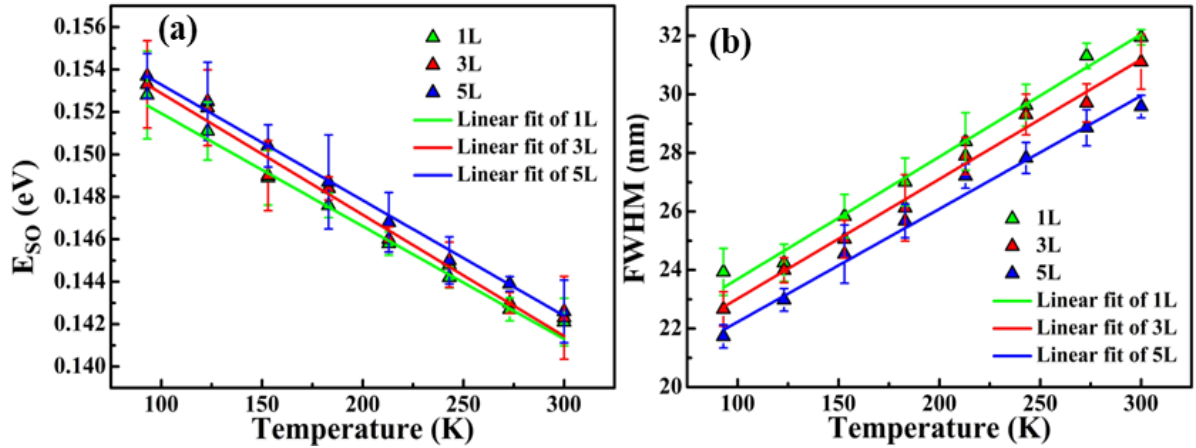 (a)
0.156
0.154
0.152
0.150
0.148
0.146
0.144
0.142
0.140
E_SO (eV)
1L
3L
5L
Linear fit of 1L
Linear fit of 3L
Linear fit of 5L
100 150 200 250 300
Temperature (K)
(b)
32
30
28
26
24
22
20
FWHM (nm)
1L
3L
5L
Linear fit of 1L
Linear fit of 3L
Linear fit of 5L
100 150 200 250 300
Temperature (K)